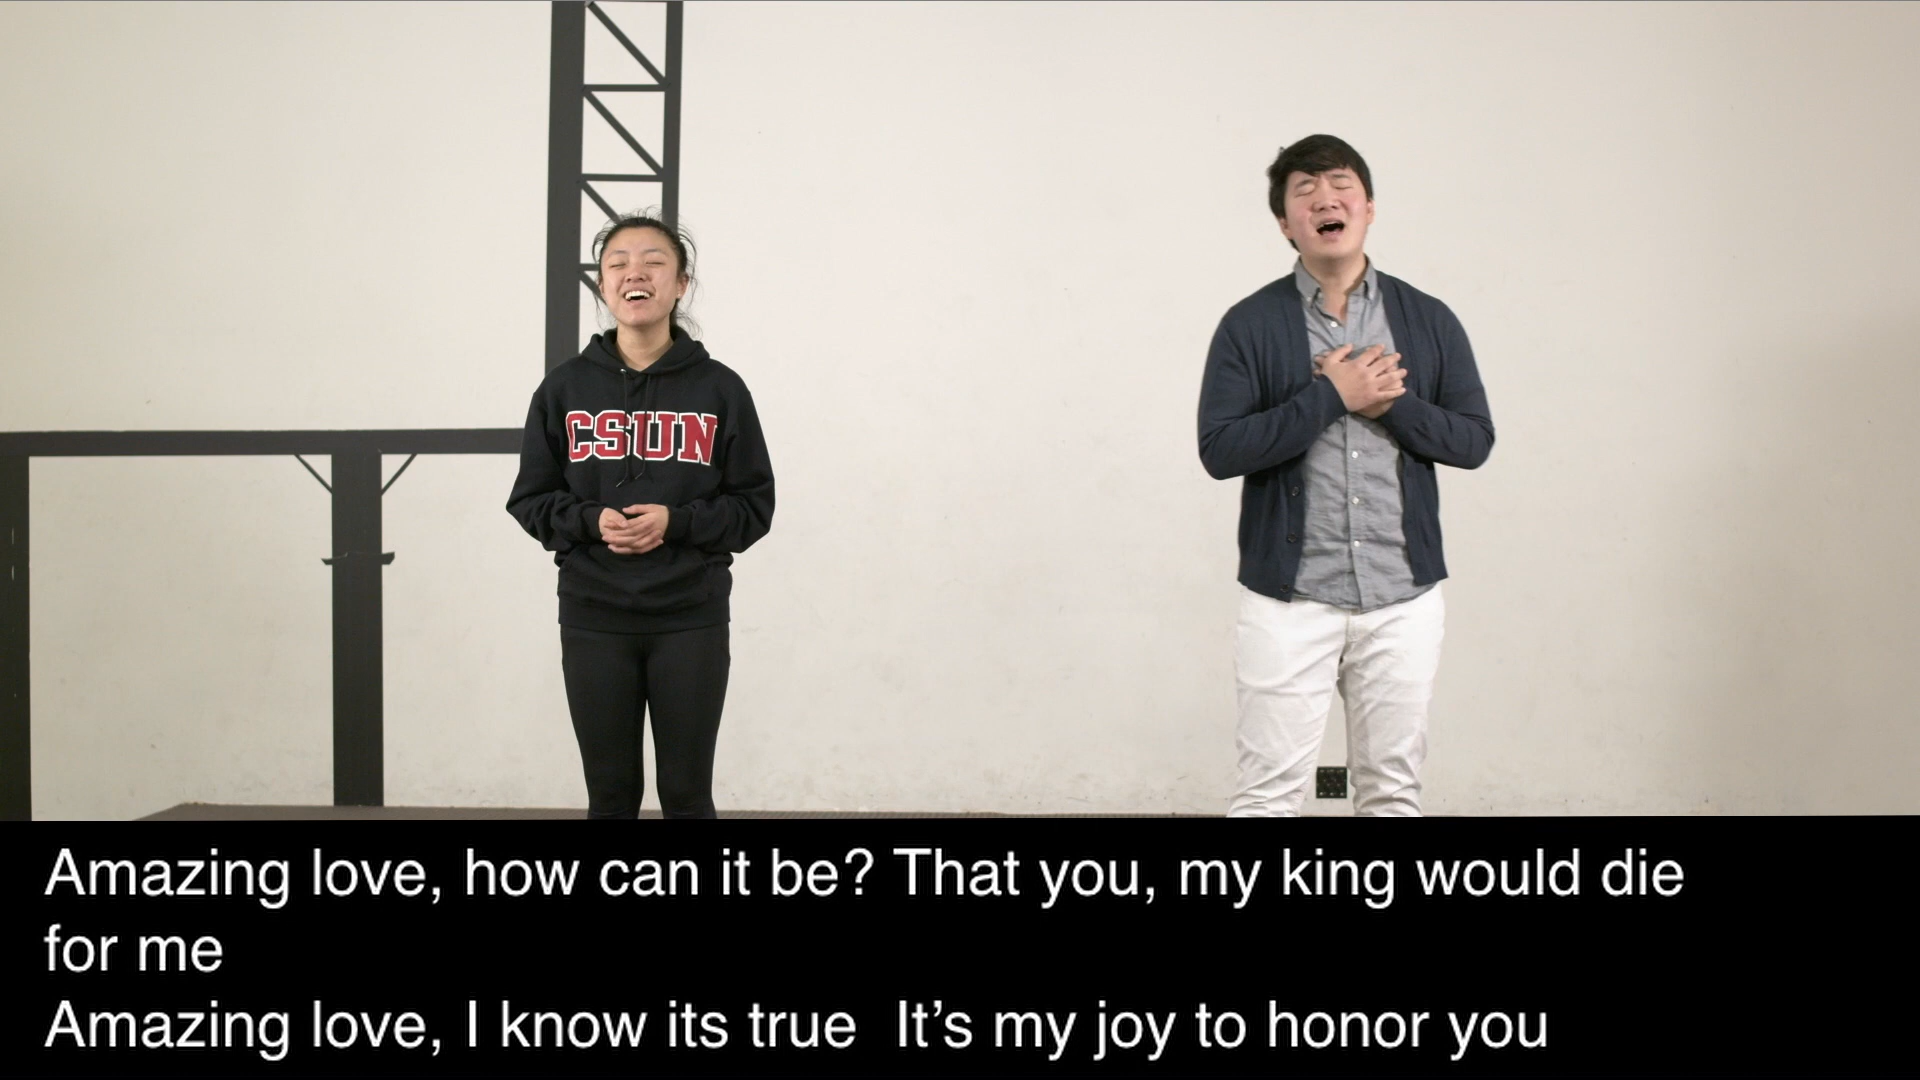 CSUN
Amazing love, how can it be? That you, my king would die
for me
Amazing love, I know its true  It’s my joy to honor you